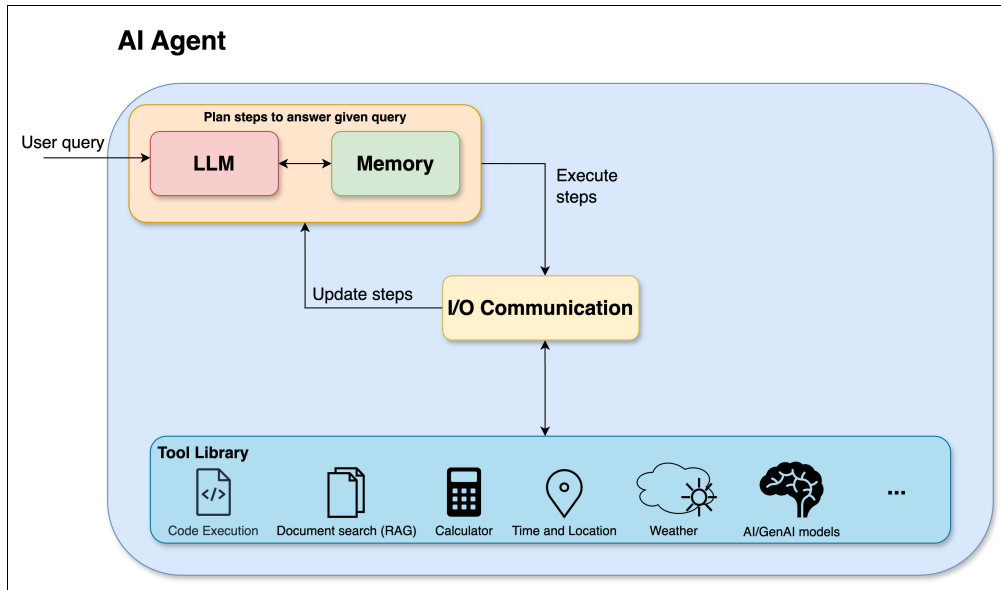 AI Agent
Plan steps to answer given query
User query
LLM
Memory
Execute
steps
Update steps
I/O Communication
Tool Library
</>
Code Execution
Document search (RAG)
Calculator
Time and Location
Weather
AI/GenAI models
...